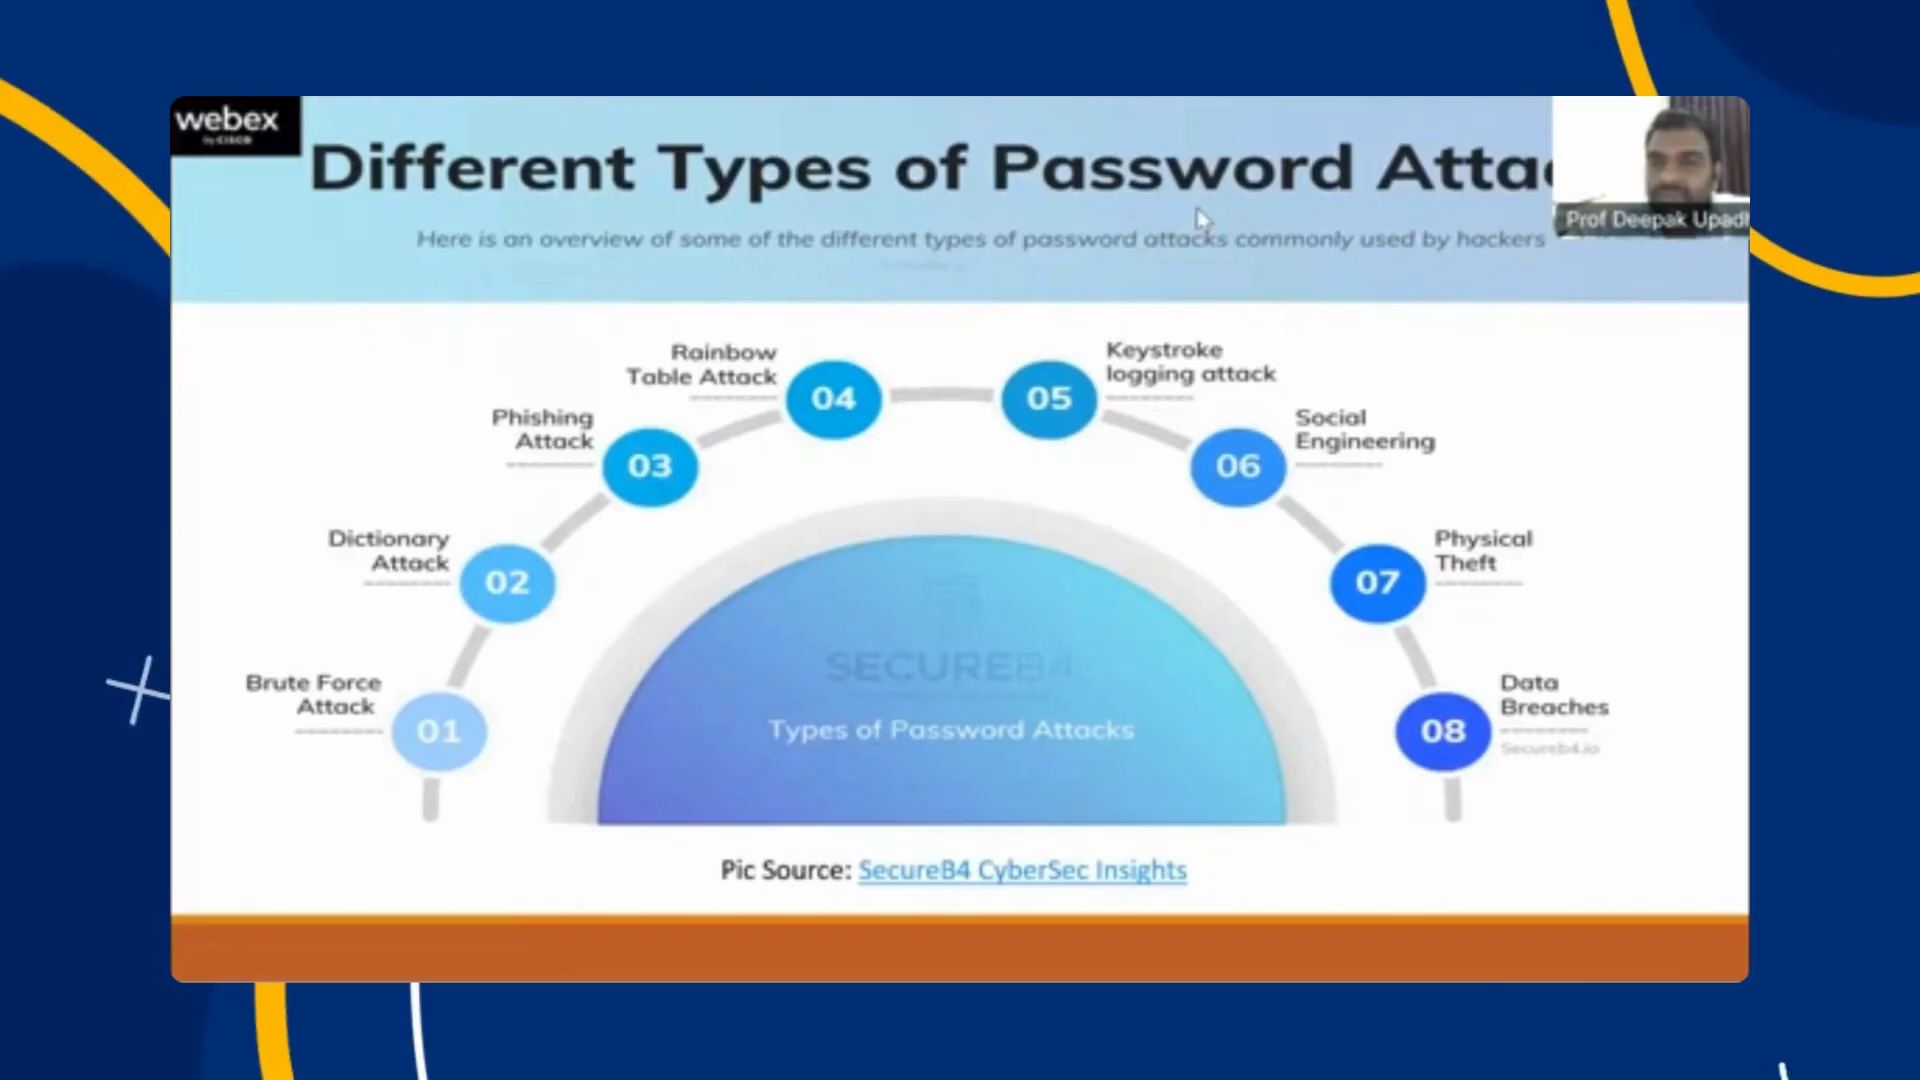 webex
by CISCO
Different Types of Password Attac
Prof Deepak Upadh
Here is an overview of some of the different types of password attacks commonly used by hackers
Rainbow
Table Attack
04
05
Keystroke
logging attack
Phishing
Attack
03
06
Social
Engineering
Dictionary
Attack
02
07
Physical
Theft
Brute Force
Attack
01
SECUREB4
Types of Password Attacks
08
Data
Breaches
Secureb4.io
Pic Source: SecureB4 CyberSec Insights